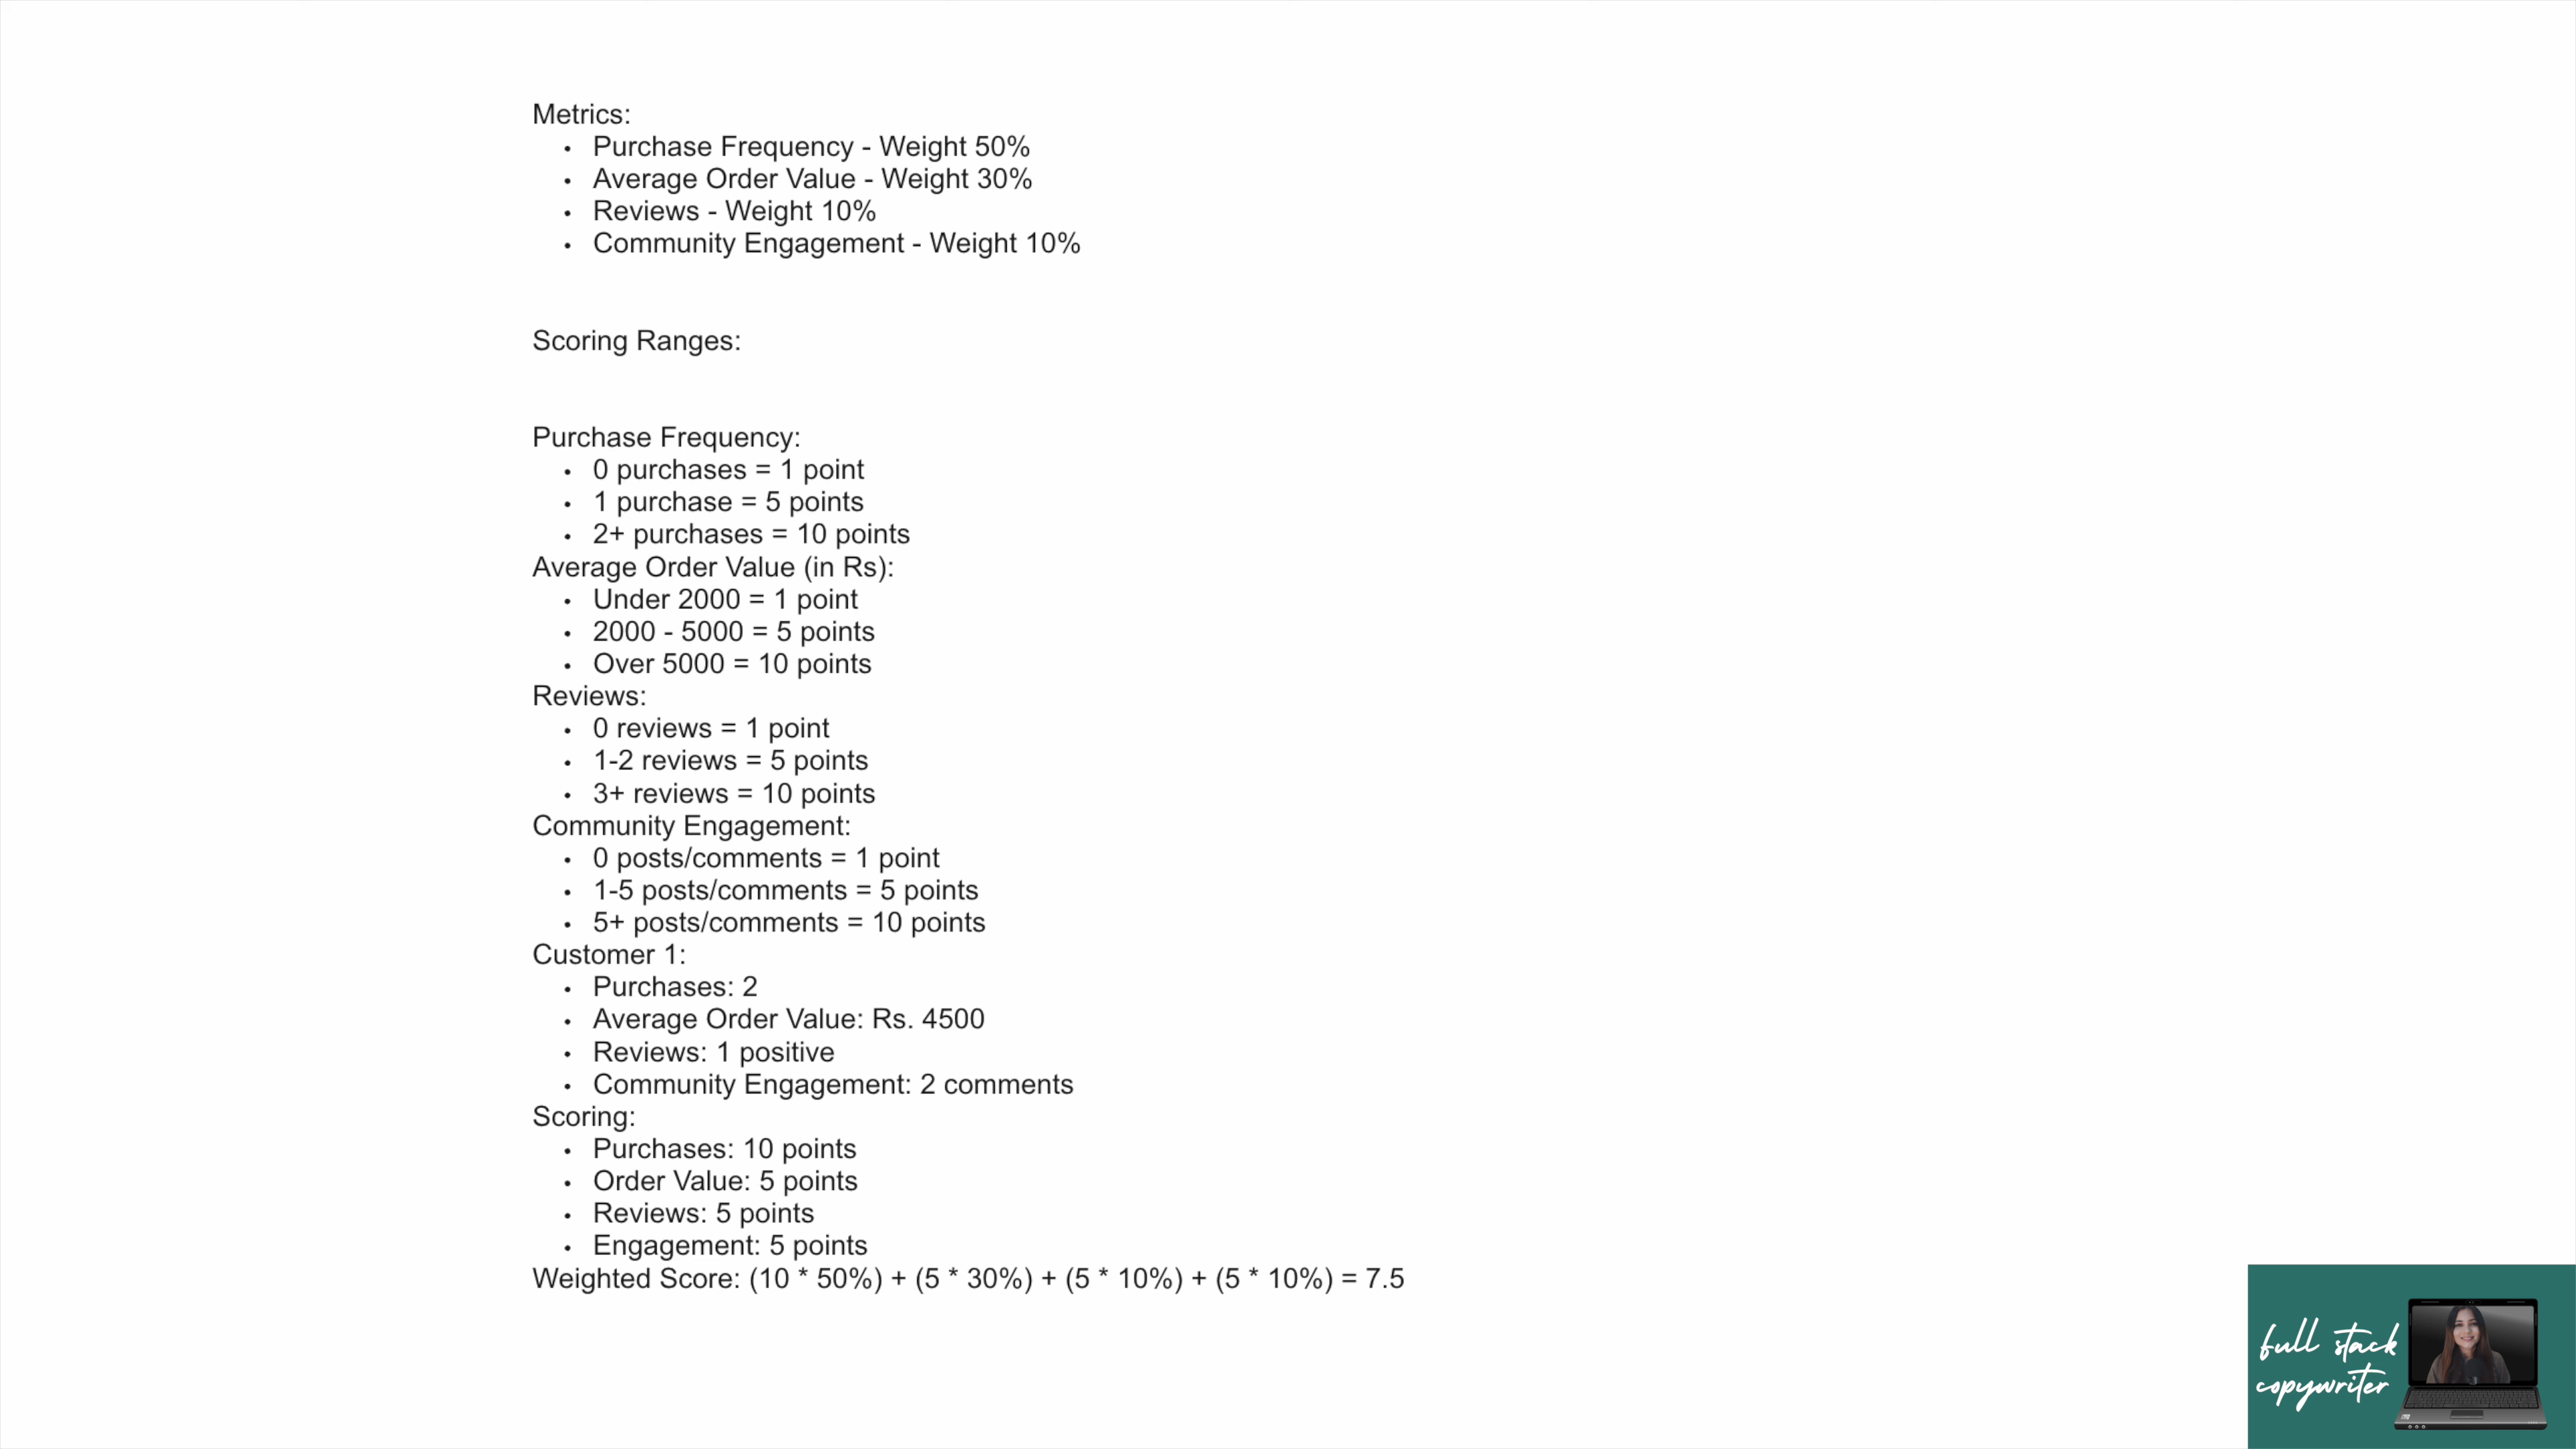 Metrics:
• Purchase Frequency - Weight 50%
• Average Order Value - Weight 30%
• Reviews - Weight 10%
• Community Engagement - Weight 10%
Scoring Ranges:
Purchase Frequency:
• 0 purchases = 1 point
• 1 purchase = 5 points
• 2+ purchases = 10 points
Average Order Value (in Rs):
• Under 2000 = 1 point
• 2000 - 5000 = 5 points
• Over 5000 = 10 points
Reviews:
• 0 reviews = 1 point
• 1-2 reviews = 5 points
• 3+ reviews = 10 points
Community Engagement:
• 0 posts/comments = 1 point
• 1-5 posts/comments = 5 points
• 5+ posts/comments = 10 points
Customer 1:
• Purchases: 2
• Average Order Value: Rs. 4500
• Reviews: 1 positive
• Community Engagement: 2 comments
Scoring:
• Purchases: 10 points
• Order Value: 5 points
• Reviews: 5 points
• Engagement: 5 points
Weighted Score: (10 * 50%) + (5 * 30%) + (5 * 10%) + (5 * 10%) = 7.5
full stack
copywriter